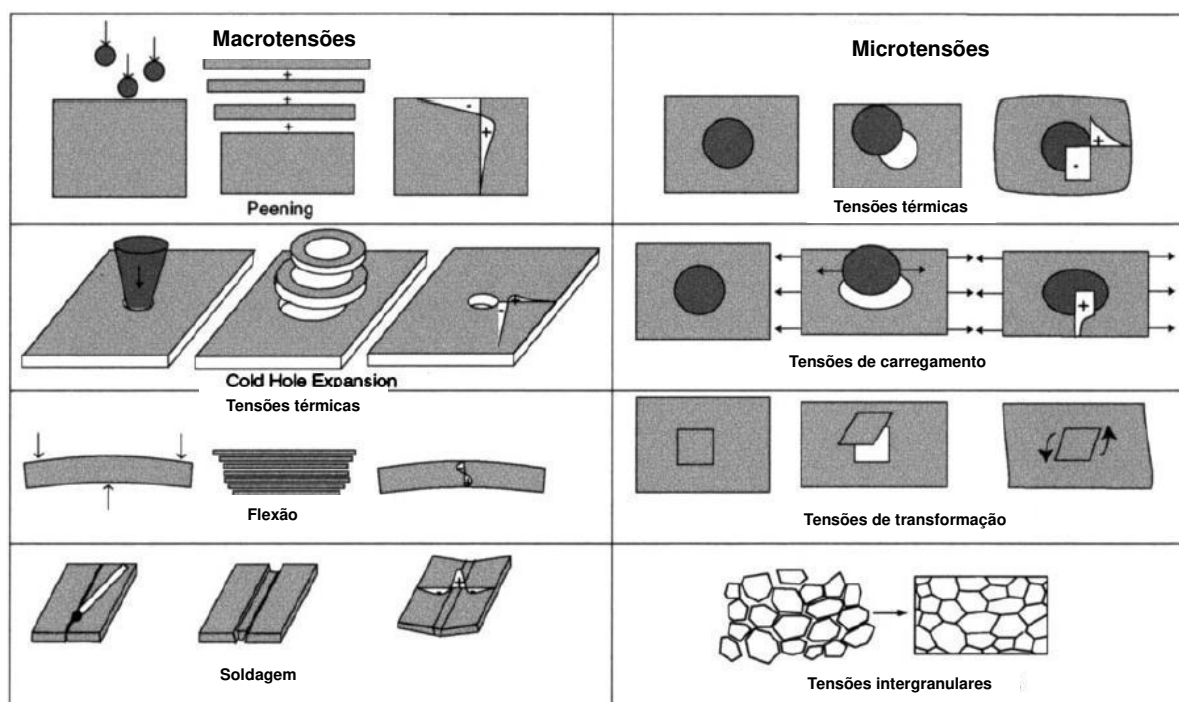 Macrotensões
Microtensões
Peening
Tensões térmicas
Cold Hole Expansion
Tensões térmicas
Tensões de carregamento
Flexão
Tensões de transformação
Soldagem
Tensões intergranulares